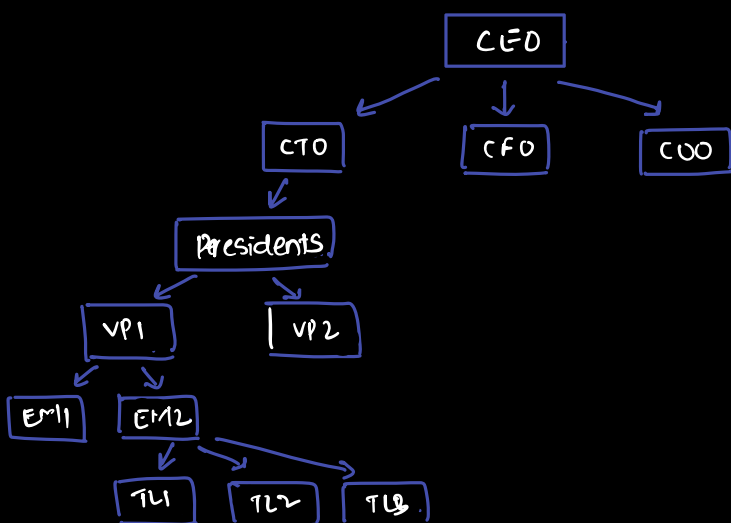 CEO
CTO
CFO
COO
Presidents
VP1
VP2
EM1
EM2
TL1
TL2
TL3